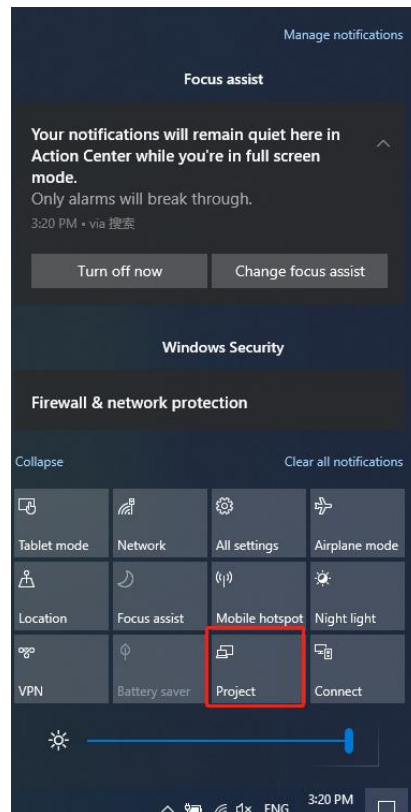 Manage notifications
Focus assist
Your notifications will remain quiet here in
Action Center while you're in full screen
mode.
Only alarms will break through.
3:20 PM • via 搜索
Turn off now Change focus assist
Windows Security
Firewall & network protection
Collapse Clear all notifications
Tablet mode Network All settings Airplane mode
Location Focus assist Mobile hotspot Night light
VPN Battery saver Project Connect
ENG 3:20 PM